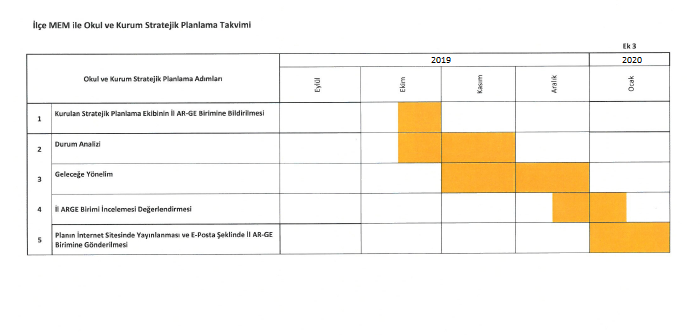 İlçe MEM ile Okul ve Kurum Stratejik Planlama Takvimi
Ek 3
Okul ve Kurum Stratejik Planlama Adımları
2019
2020
Eylül
Ekim
Kasım
Aralık
Ocak
1
Kurulan Stratejik Planlama Ekibinin İl AR-GE Birimine Bildirilmesi
2
Durum Analizi
3
Geleceğe Yönelim
4
İl ARGE Birimi İncelemesi Değerlendirmesi
5
Planın İnternet Sitesinde Yayınlanması ve E-Posta Şeklinde İl AR-GE
Birimine Gönderilmesi